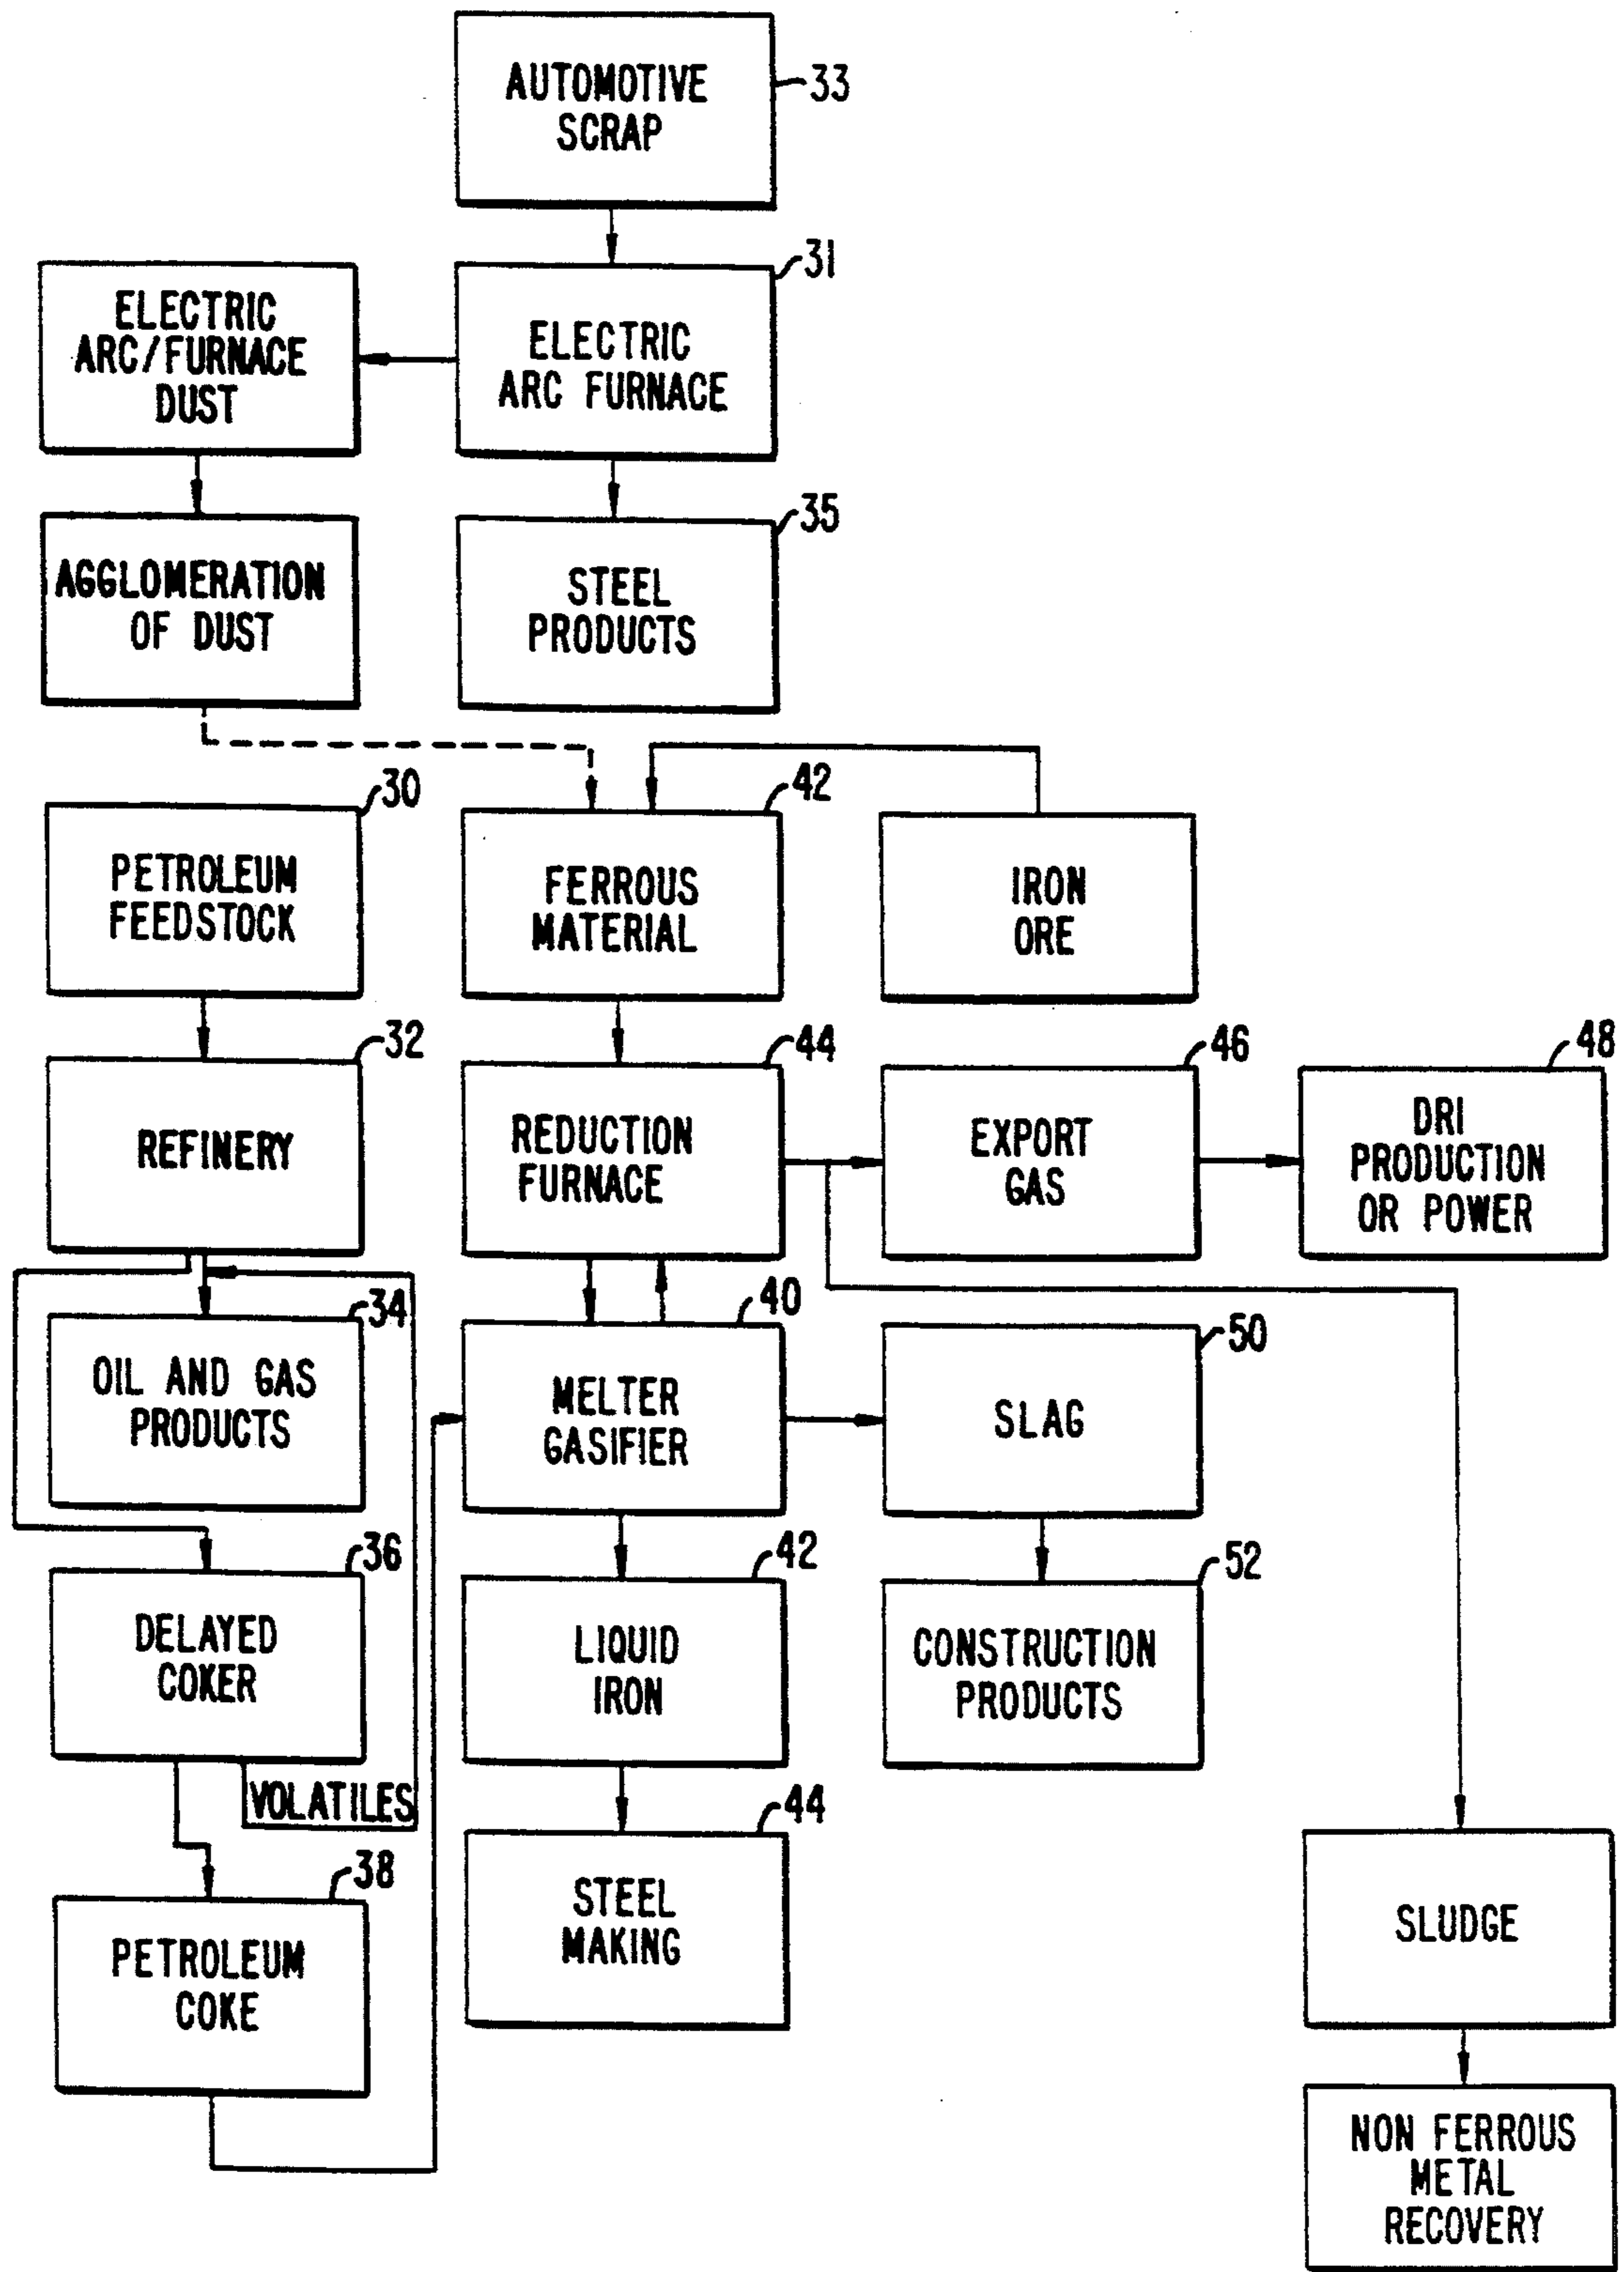 AUTOMOTIVE
SCRAP
33
ELECTRIC
ARC/FURNACE
DUST
ELECTRIC
ARC FURNACE
31
AGGLOMERATION
OF DUST
STEEL
PRODUCTS
35
PETROLEUM
FEEDSTOCK
30
FERROUS
MATERIAL
42
IRON
ORE
REFINERY
32
REDUCTION
FURNACE
44
EXPORT
GAS
46
DRI
PRODUCTION
OR POWER
48
OIL AND GAS
PRODUCTS
34
MELTER
GASIFIER
40
SLAG
50
DELAYED
COKER
36
VOLATILES
LIQUID
IRON
42
CONSTRUCTION
PRODUCTS
52
PETROLEUM
COKE
38
STEEL
MAKING
44
SLUDGE
NON FERROUS
METAL
RECOVERY